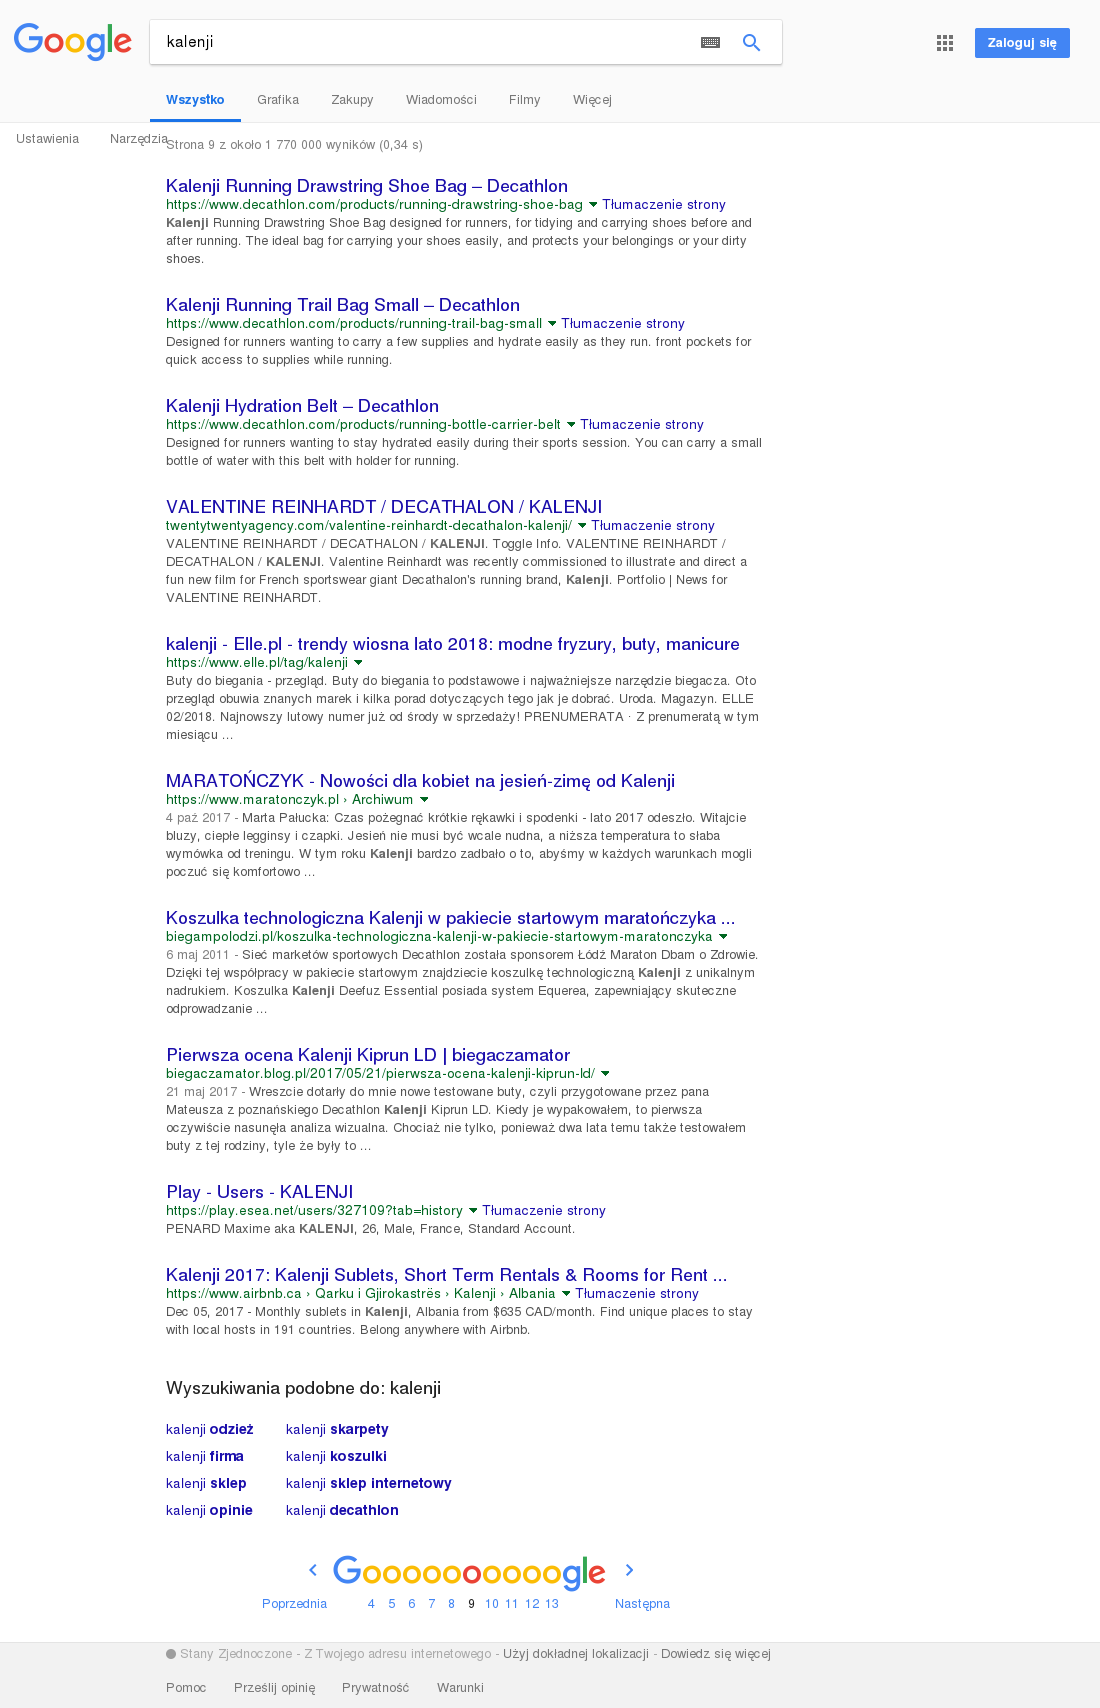 Google
kalenji
Zaloguj się
Wszystko Grafika Zakupy Wiadomości Filmy Więcej
Ustawienia Narzędzia
Strona 9 z około 1 770 000 wyników (0,34 s)
Kalenji Running Drawstring Shoe Bag – Decathlon
https://www.decathlon.com/products/running-drawstring-shoe-bag Tłumaczenie strony
Kalenji Running Drawstring Shoe Bag designed for runners, for tidying and carrying shoes before and
after running. The ideal bag for carrying your shoes easily, and protects your belongings or your dirty
shoes.
Kalenji Running Trail Bag Small – Decathlon
https://www.decathlon.com/products/running-trail-bag-small Tłumaczenie strony
Designed for runners wanting to carry a few supplies and hydrate easily as they run. front pockets for
quick access to supplies while running.
Kalenji Hydration Belt – Decathlon
https://www.decathlon.com/products/running-bottle-carrier-belt Tłumaczenie strony
Designed for runners wanting to stay hydrated easily during their sports session. You can carry a small
bottle of water with this belt with holder for running.
VALENTINE REINHARDT / DECATHALON / KALENJI
twentytwentyagency.com/valentine-reinhardt-decathalon-kalenji/ Tłumaczenie strony
VALENTINE REINHARDT / DECATHALON / KALENJI. Toggle Info. VALENTINE REINHARDT /
DECATHALON / KALENJI. Valentine Reinhardt was recently commissioned to illustrate and direct a
fun new film for French sportswear giant Decathalon's running brand, Kalenji. Portfolio | News for
VALENTINE REINHARDT.
kalenji - Elle.pl - trendy wiosna lato 2018: modne fryzury, buty, manicure
https://www.elle.pl/tag/kalenji
Buty do biegania - przegląd. Buty do biegania to podstawowe i najważniejsze narzędzie biegacza. Oto
przegląd obuwia znanych marek i kilka porad dotyczących tego jak je dobrać. Uroda. Magazyn. ELLE
02/2018. Najnowszy lutowy numer już od środy w sprzedaży! PRENUMERATA · Z prenumeratą w tym
miesiącu ...
MARATOŃCZYK - Nowości dla kobiet na jesień-zimę od Kalenji
https://www.maratonczyk.pl › Archiwum
4 paź 2017 - Marta Pałucka: Czas pożegnać krótkie rękawki i spodenki - lato 2017 odeszło. Witajcie
bluzy, ciepłe legginsy i czapki. Jesień nie musi być wcale nudna, a niższa temperatura to słaba
wymówka od treningu. W tym roku Kalenji bardzo zadbało o to, abyśmy w każdych warunkach mogli
poczuć się komfortowo ...
Koszulka technologiczna Kalenji w pakiecie startowym maratończyka ...
biegampolodzi.pl/koszulka-technologiczna-kalenji-w-pakiecie-startowym-maratonczyka
6 maj 2011 - Sieć marketów sportowych Decathlon została sponsorem Łódź Maraton Dbam o Zdrowie.
Dzięki tej współpracy w pakiecie startowym znajdziecie koszulkę technologiczną Kalenji z unikalnym
nadrukiem. Koszulka Kalenji Deefuz Essential posiada system Equerea, zapewniający skuteczne
odprowadzanie ...
Pierwsza ocena Kalenji Kiprun LD | biegaczamator
biegaczamator.blog.pl/2017/05/21/pierwsza-ocena-kalenji-kiprun-ld/
21 maj 2017 - Wreszcie dotarły do mnie nowe testowane buty, czyli przygotowane przez pana
Mateusza z poznańskiego Decathlon Kalenji Kiprun LD. Kiedy je wypakowałem, to pierwsza
oczywiście nasunęła analiza wizualna. Chociaż nie tylko, ponieważ dwa lata temu także testowałem
buty z tej rodziny, tyle że były to ...
Play - Users - KALENJI
https://play.esea.net/users/327109?tab=history Tłumaczenie strony
PENARD Maxime aka KALENJI, 26, Male, France, Standard Account.
Kalenji 2017: Kalenji Sublets, Short Term Rentals & Rooms for Rent ...
https://www.airbnb.ca › Qarku i Gjirokastrës › Kalenji › Albania Tłumaczenie strony
Dec 05, 2017 - Monthly sublets in Kalenji, Albania from $635 CAD/month. Find unique places to stay
with local hosts in 191 countries. Belong anywhere with Airbnb.
Wyszukiwania podobne do: kalenji
kalenji odzież kalenji skarpety
kalenji firma kalenji koszulki
kalenji sklep kalenji sklep internetowy
kalenji opinie kalenji decathlon
Goooooooooogle
Poprzednia 4 5 6 7 8 9 10 11 12 13 Następna
Stany Zjednoczone - Z Twojego adresu internetowego - Użyj dokładnej lokalizacji - Dowiedz się więcej
Pomoc Prześlij opinię Prywatność Warunki